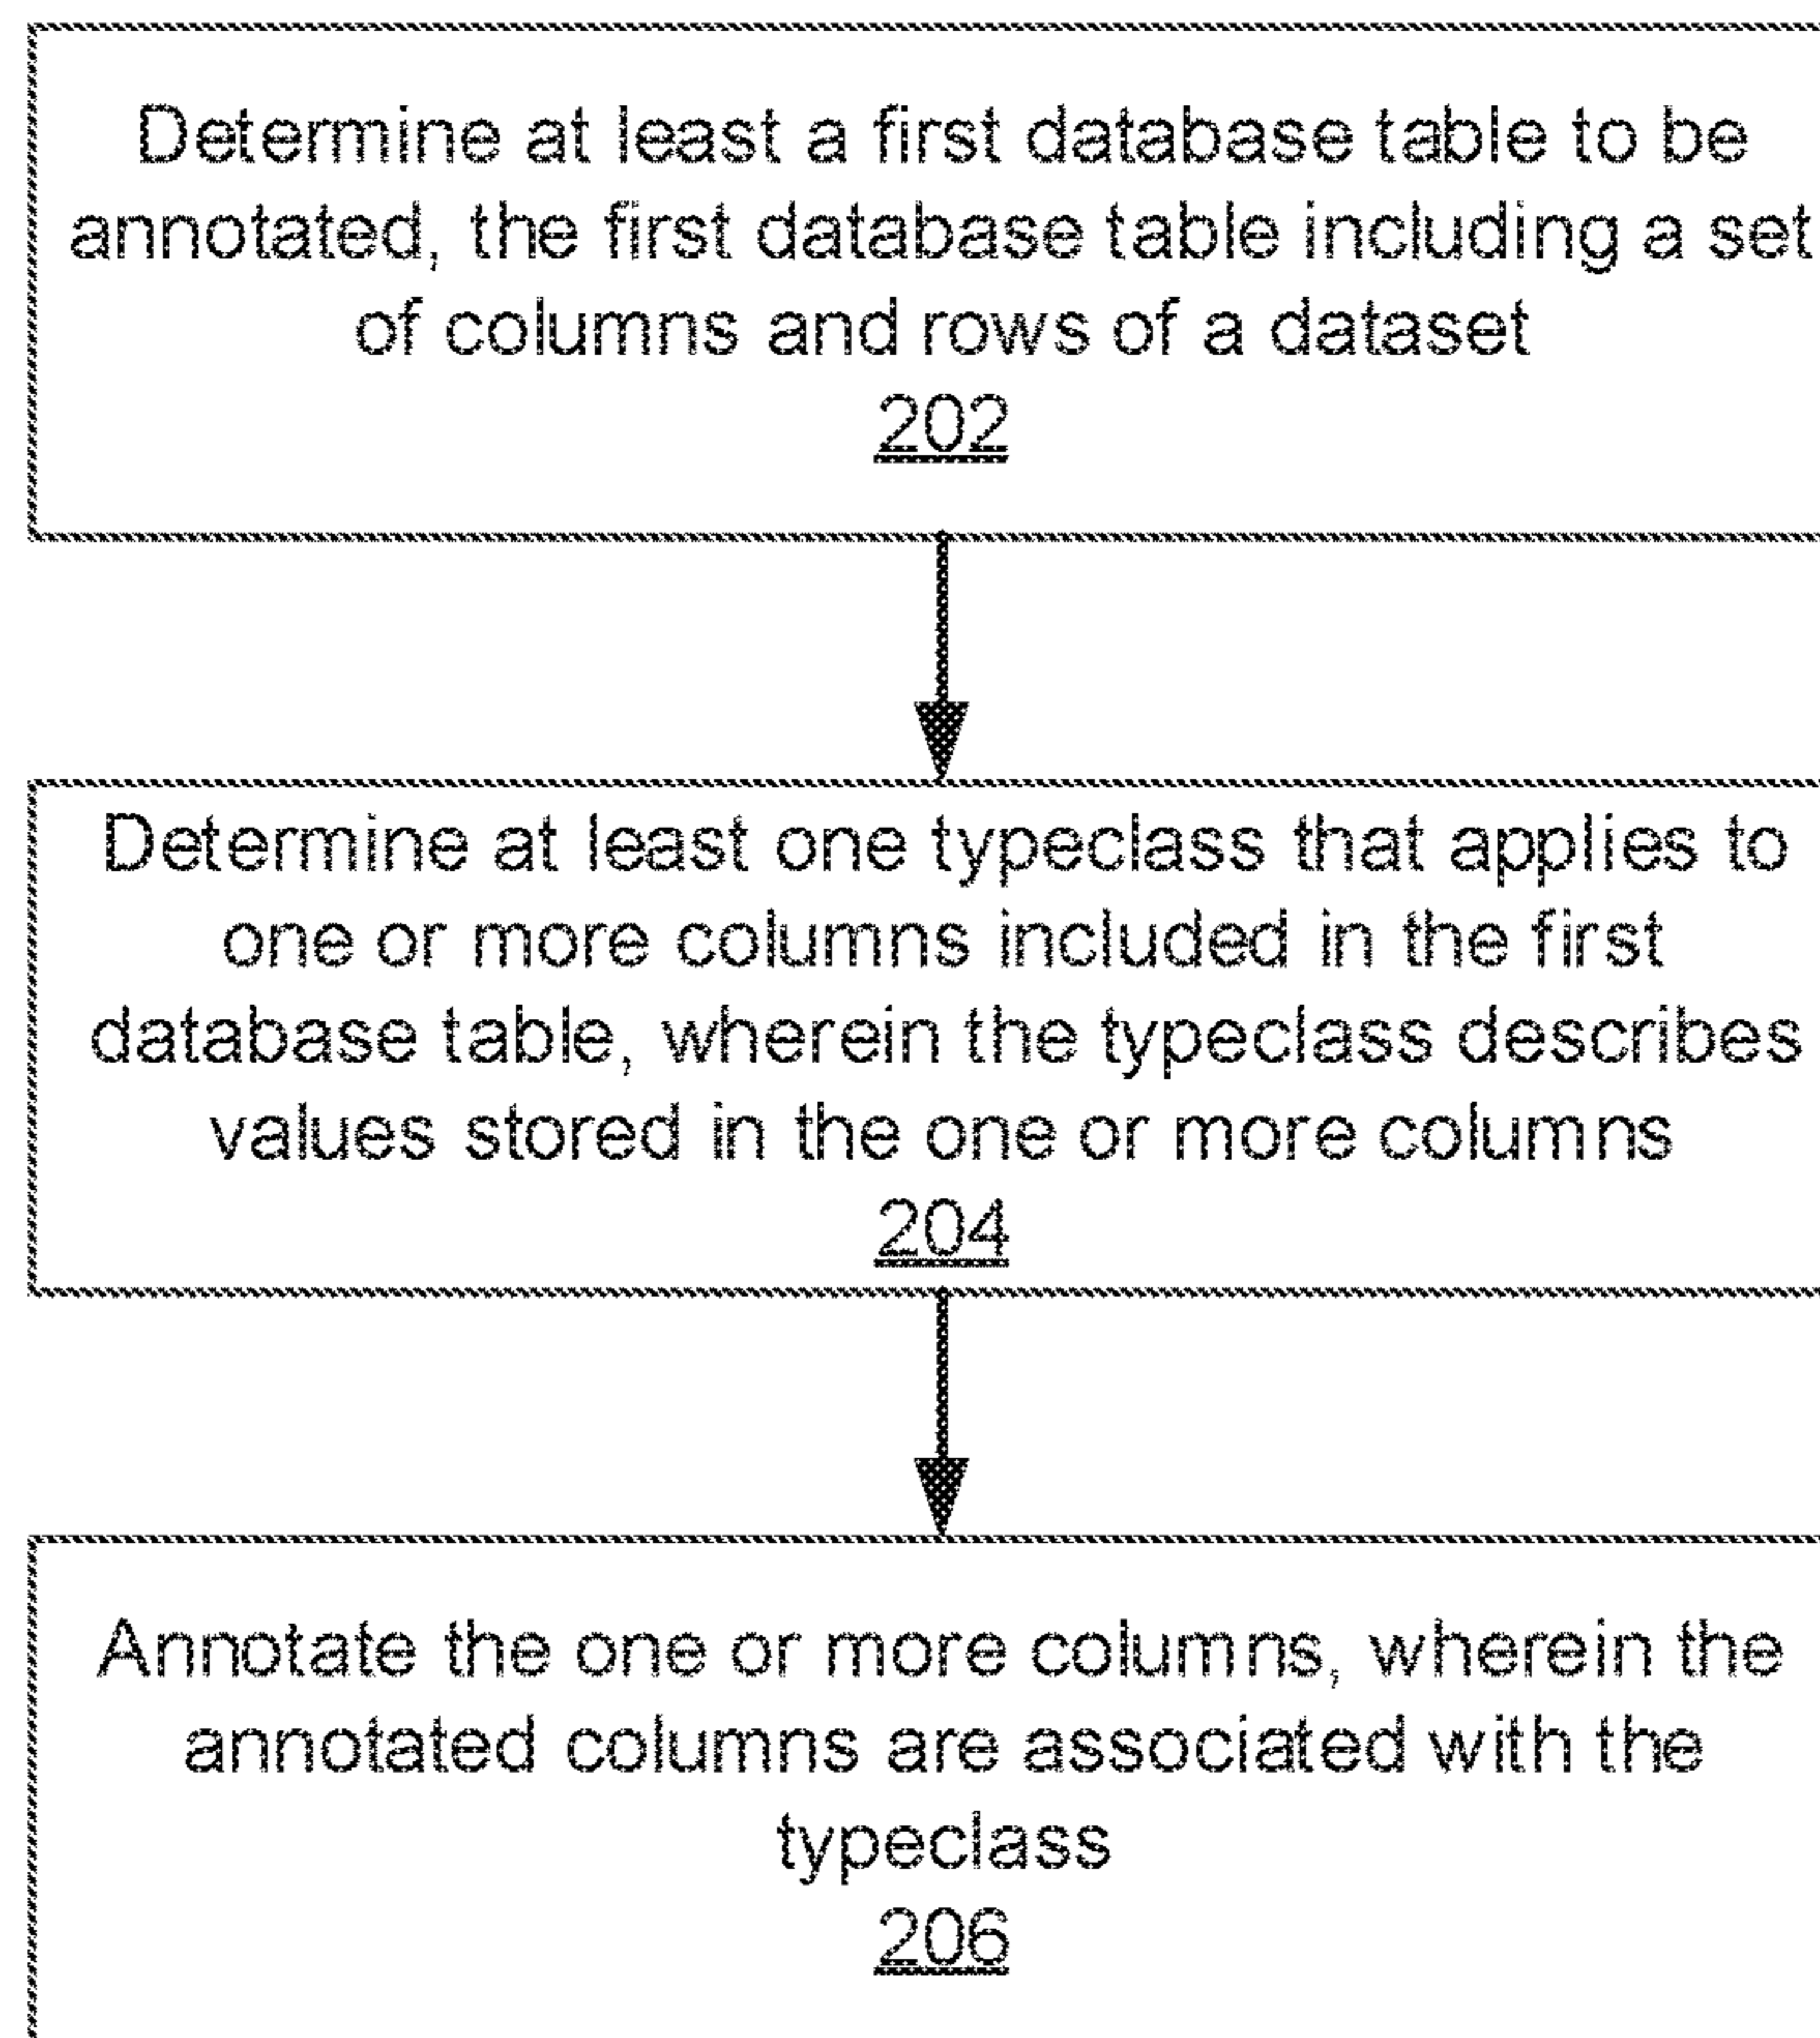 Determine at least a first database table to be
annotated, the first database table including a set
of columns and rows of a dataset
202
Determine at least one typeclass that applies to
one or more columns included in the first
database table, wherein the typeclass describes
values stored in the one or more columns
204
Annotate the one or more columns, wherein the
annotated columns are associated with the
typeclass
206